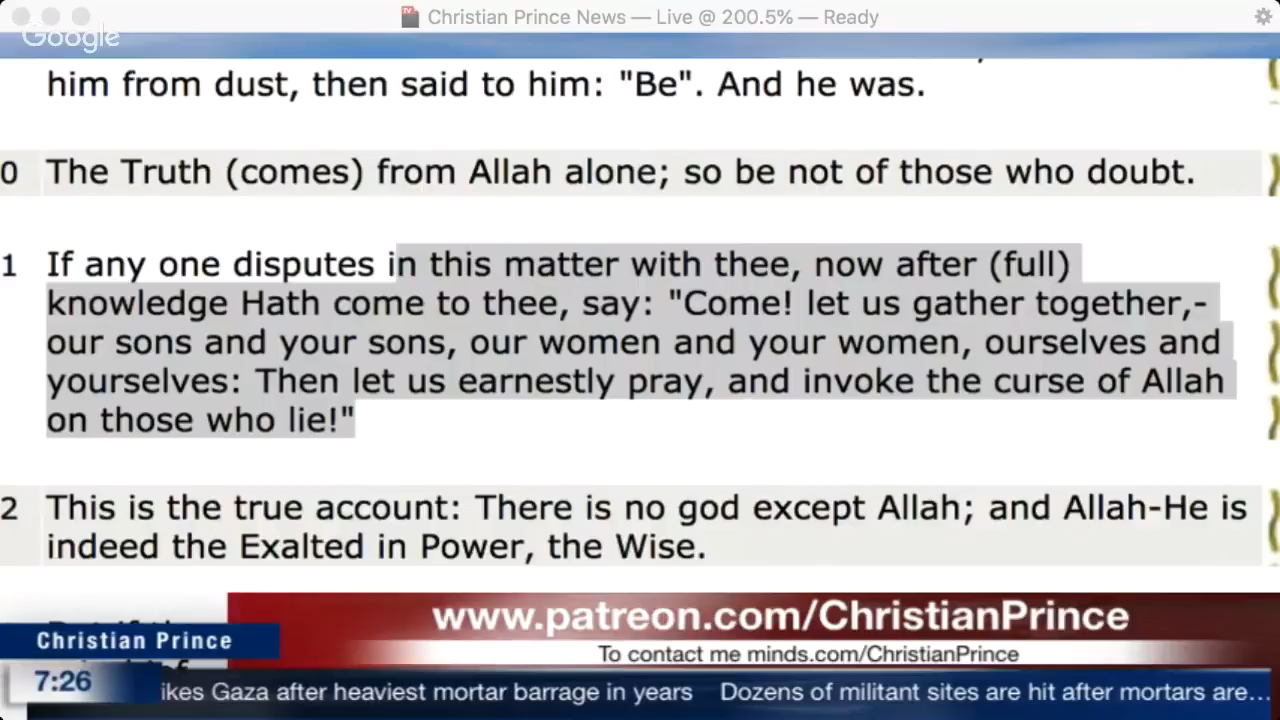 Christian Prince News — Live @ 200.5% — Ready
Google
him from dust, then said to him: "Be". And he was.
0 The Truth (comes) from Allah alone; so be not of those who doubt.
1 If any one disputes in this matter with thee, now after (full)
knowledge Hath come to thee, say: "Come! let us gather together,-
our sons and your sons, our women and your women, ourselves and
yourselves: Then let us earnestly pray, and invoke the curse of Allah
on those who lie!"
2 This is the true account: There is no god except Allah; and Allah-He is
indeed the Exalted in Power, the Wise.
www.patreon.com/ChristianPrince
Christian Prince
To contact me minds.com/ChristianPrince
7:26
ikes Gaza after heaviest mortar barrage in years Dozens of militant sites are hit after mortars are...